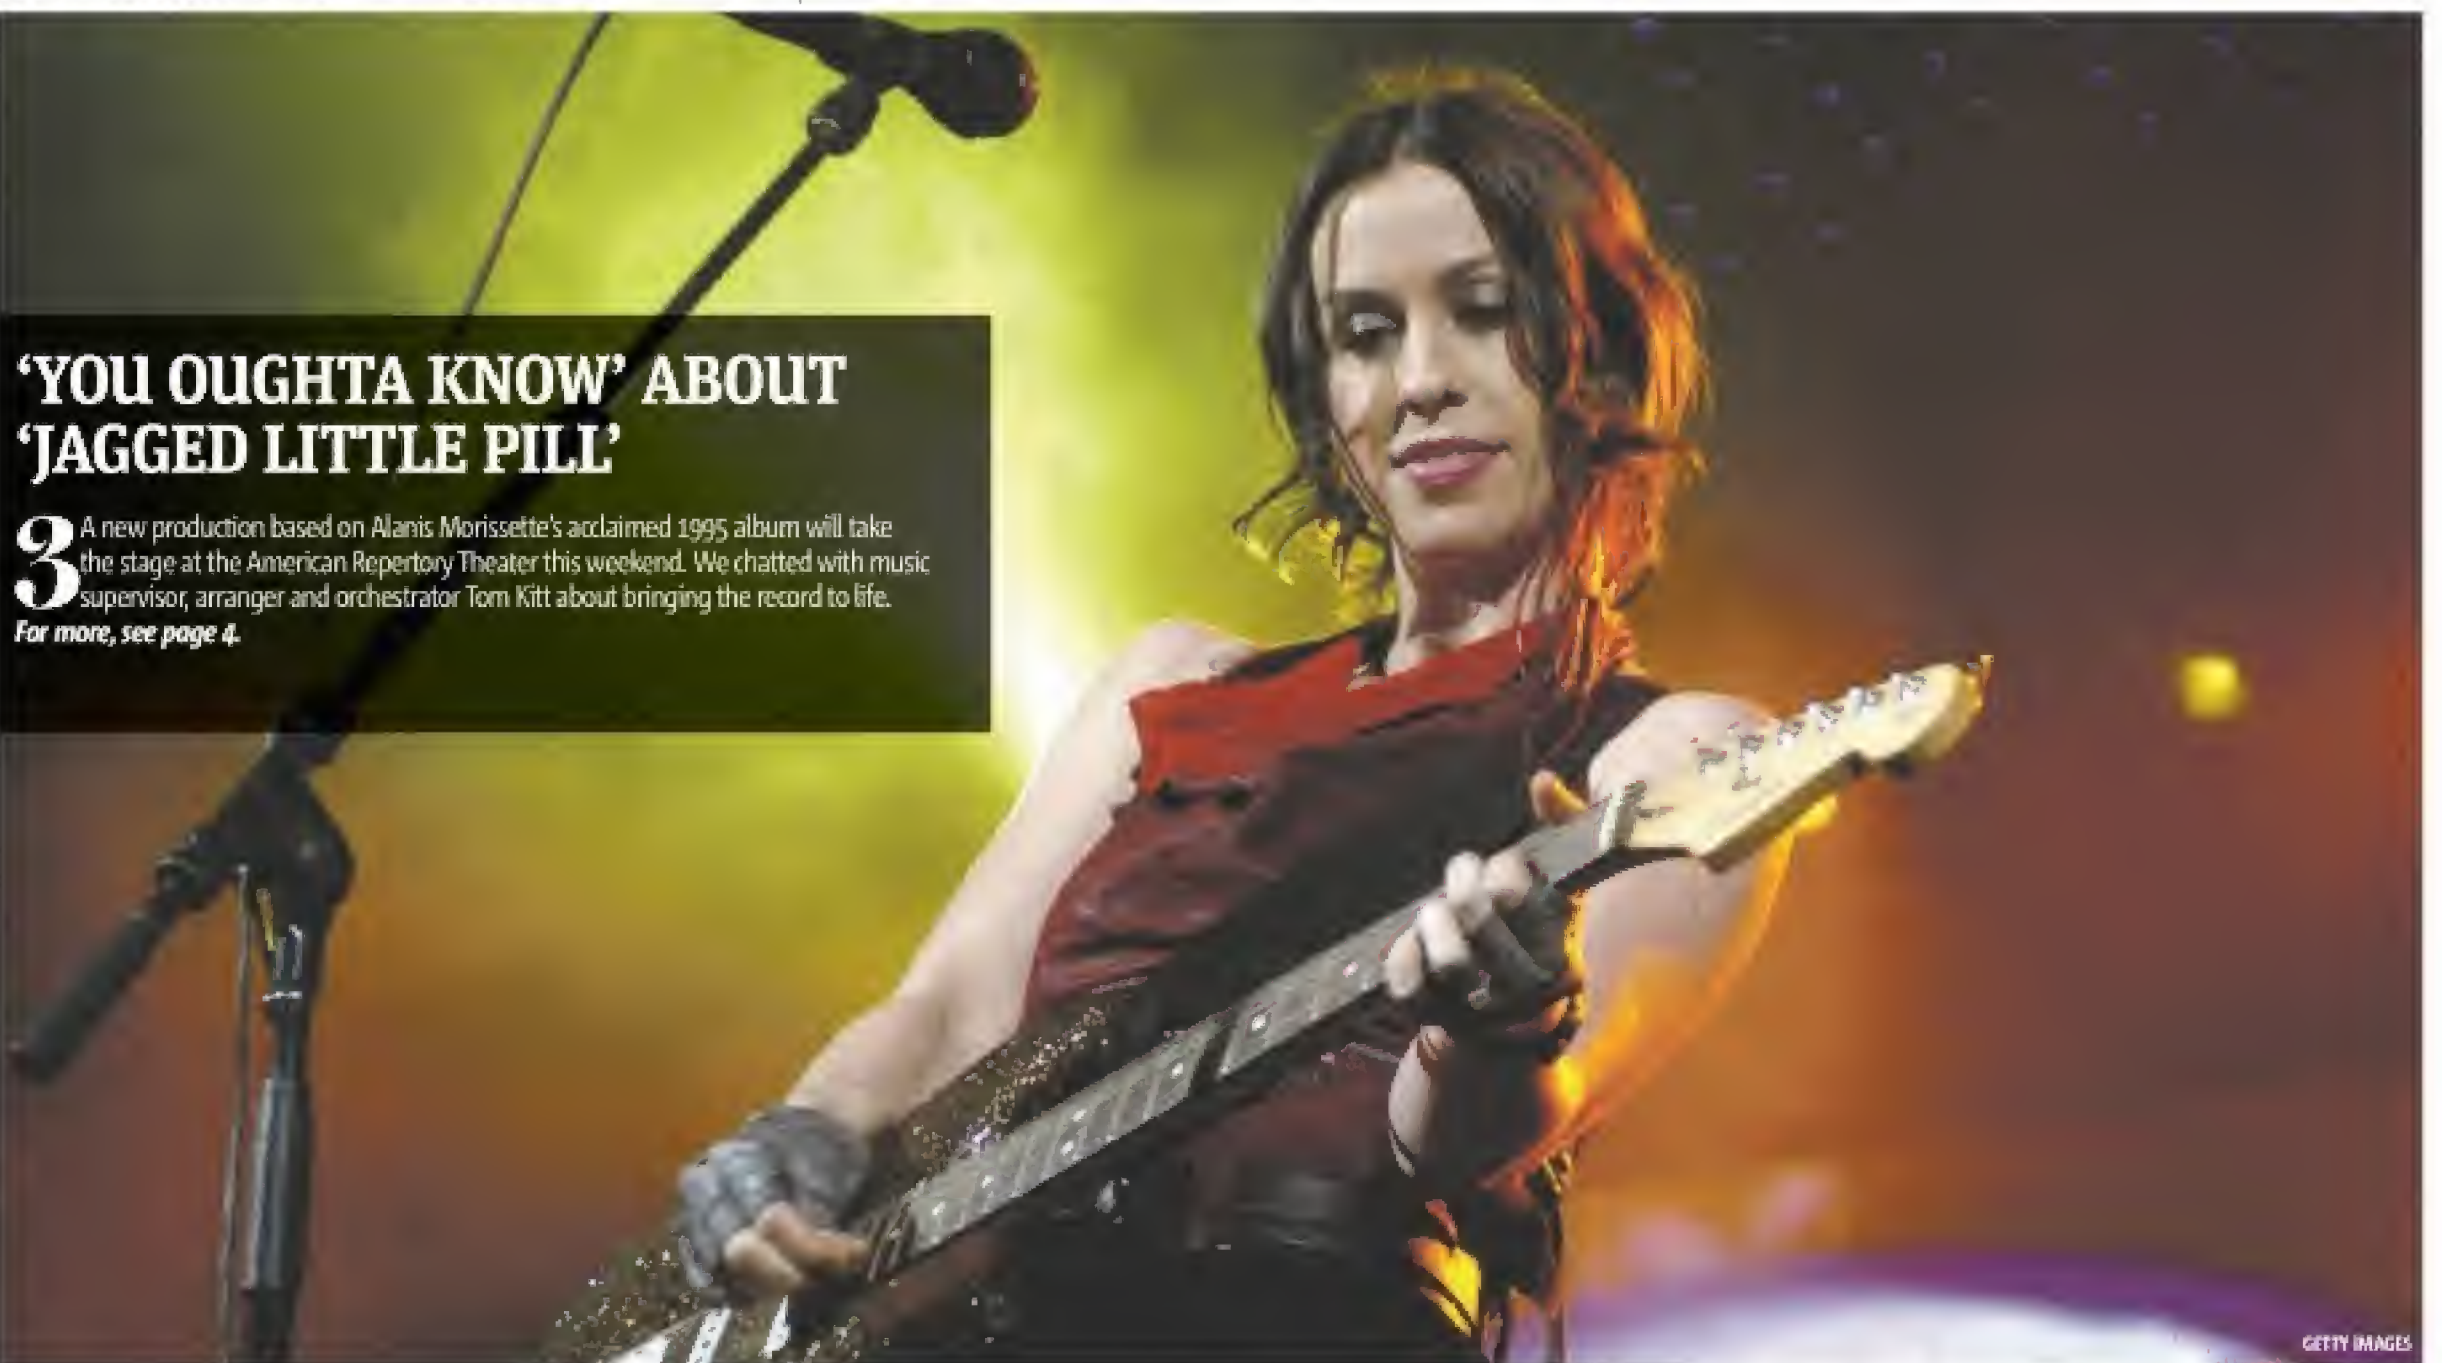 ‘YOU OUGHTA KNOW’ ABOUT
‘JAGGED LITTLE PILL’
3 A new production based on Alanis Morissette’s acclaimed 1995 album will take
the stage at the American Repertory Theater this weekend. We chatted with music
supervisor, arranger and orchestrator Tom Kitt about bringing the record to life.
For more, see page 4.
GETTY IMAGES